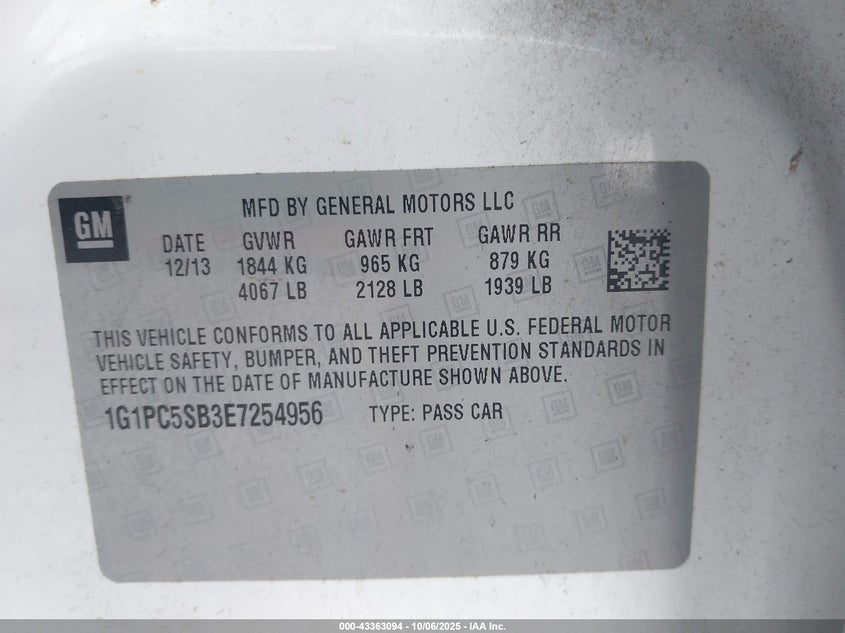 GM
MFD BY GENERAL MOTORS LLC
DATE GVWR GAWR FRT GAWR RR
12/13 1844 KG 965 KG 879 KG
4067 LB 2128 LB 1939 LB
THIS VEHICLE CONFORMS TO ALL APPLICABLE U.S. FEDERAL MOTOR
VEHICLE SAFETY, BUMPER, AND THEFT PREVENTION STANDARDS IN
EFFECT ON THE DATE OF MANUFACTURE SHOWN ABOVE.
1G1PC5SB3E7254956 TYPE: PASS CAR
000-43363094 - 10/06/2025 - IAA Inc.